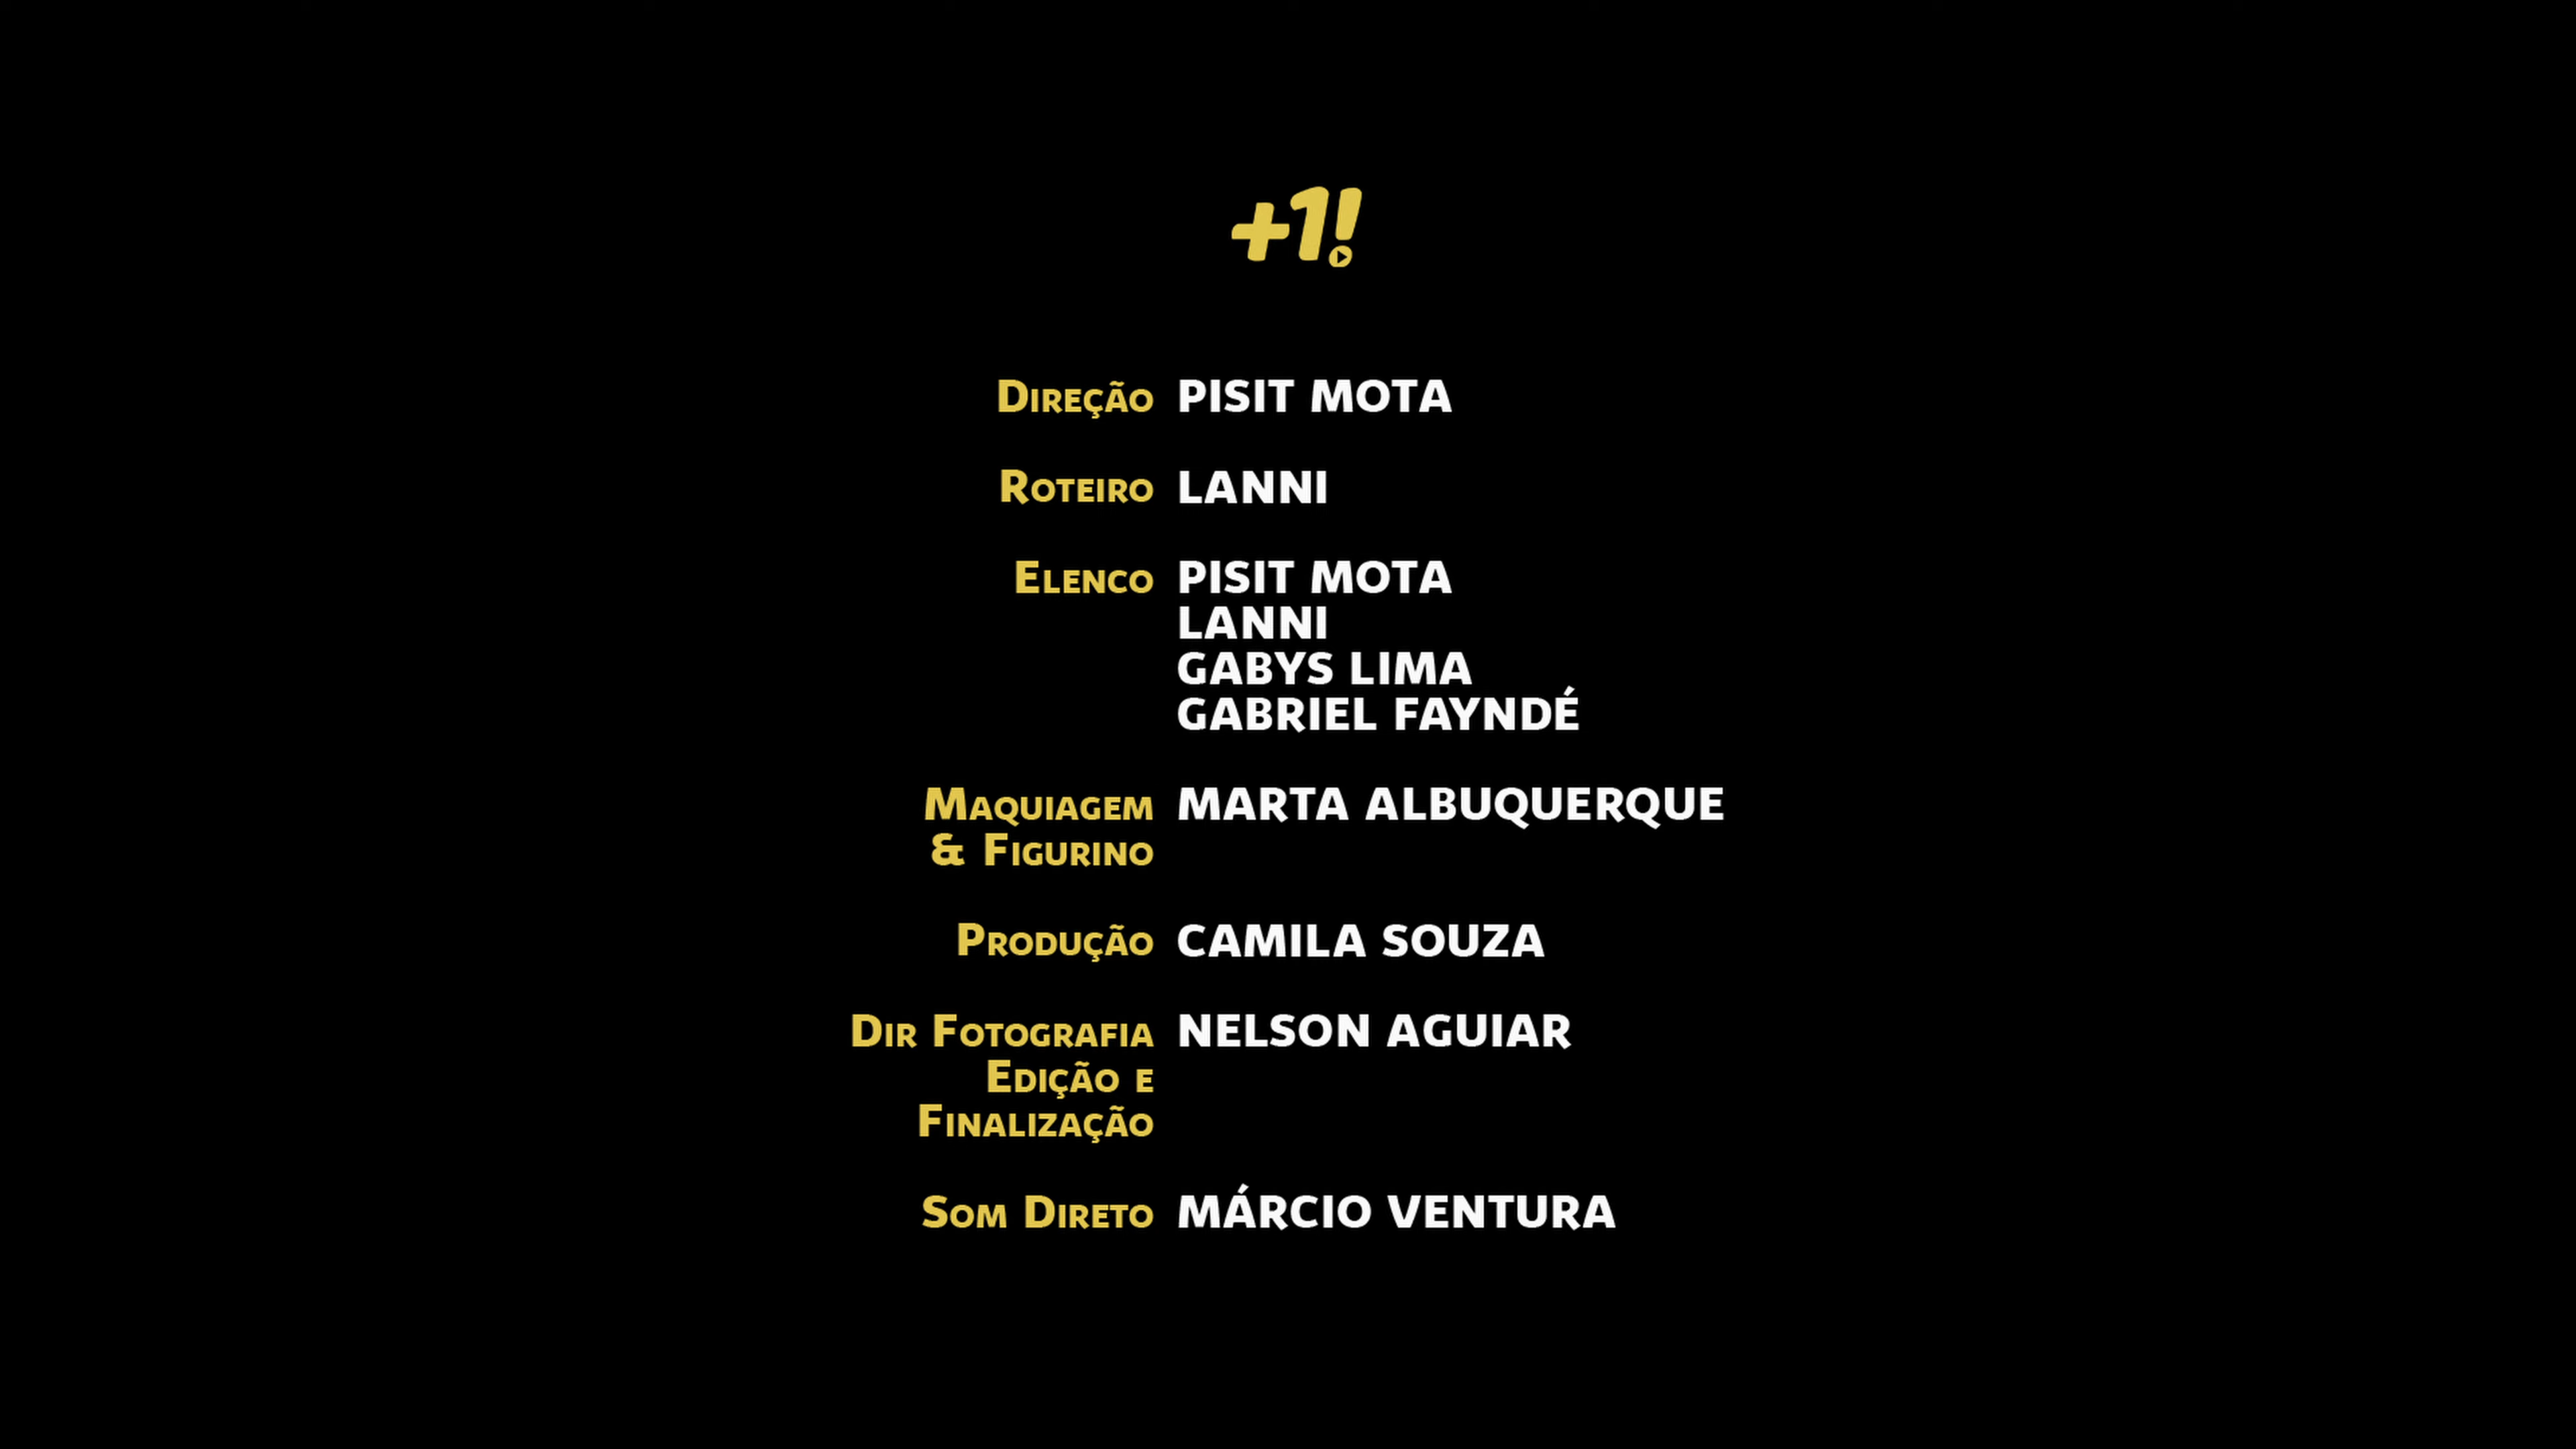 +1!
Direção PISIT MOTA
Roteiro LANNI
Elenco PISIT MOTA
LANNI
GABYS LIMA
GABRIEL FAYNDÉ
Maquiagem MARTA ALBUQUERQUE
& Figurino
Produção CAMILA SOUZA
Dir Fotografia NELSON AGUIAR
Edição e
Finalização
Som Direto MÁRCIO VENTURA